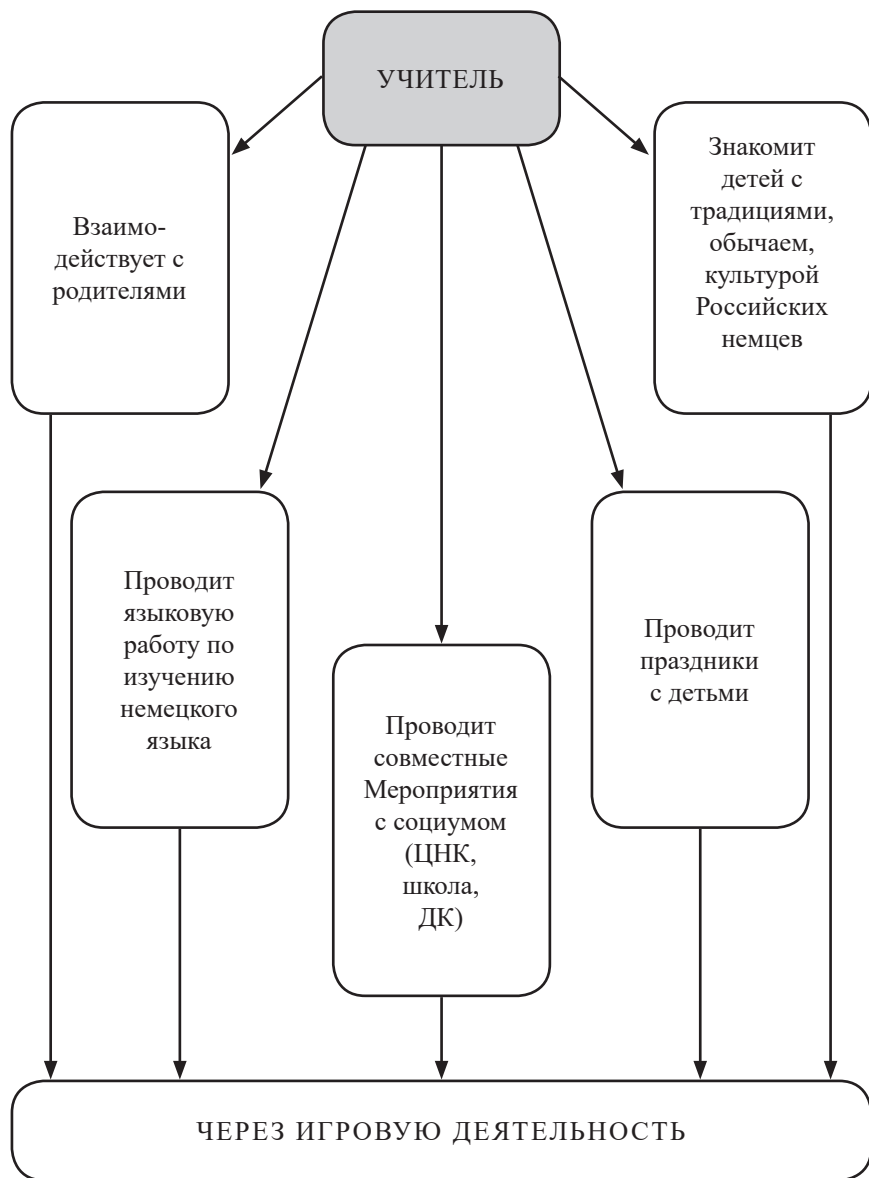 УЧИТЕЛЬ
Взаимо-
действует с
родителями
Знакомит
детей с
традициями,
обычаем,
культурой
Российских
немцев
Проводит
языковую
работу по
изучению
немецкого
языка
Проводит
совместные
Мероприятия
с социумом
(ЦНК,
школа,
ДК)
Проводит
праздники
с детьми
ЧЕРЕЗ ИГРОВУЮ ДЕЯТЕЛЬНОСТЬ